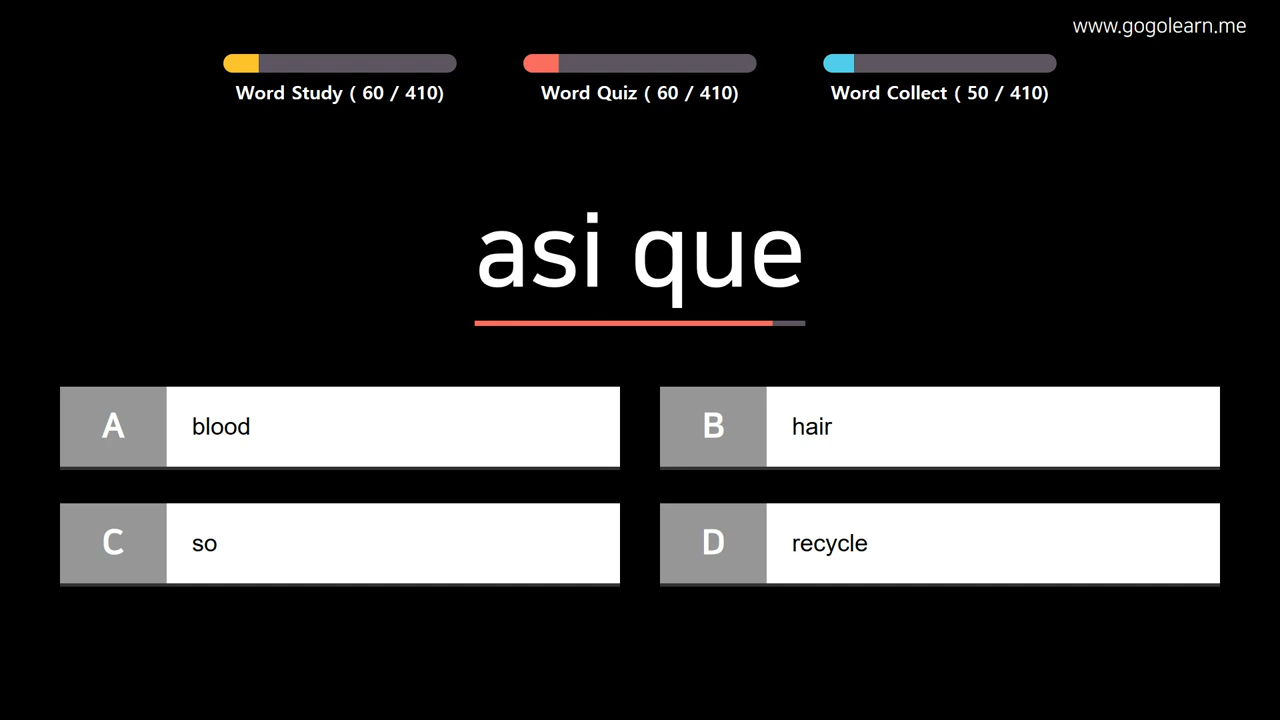 www.gogolearn.me
Word Study ( 60 / 410)
Word Quiz ( 60 / 410)
Word Collect ( 50 / 410)
asi que
A blood
B hair
C so
D recycle